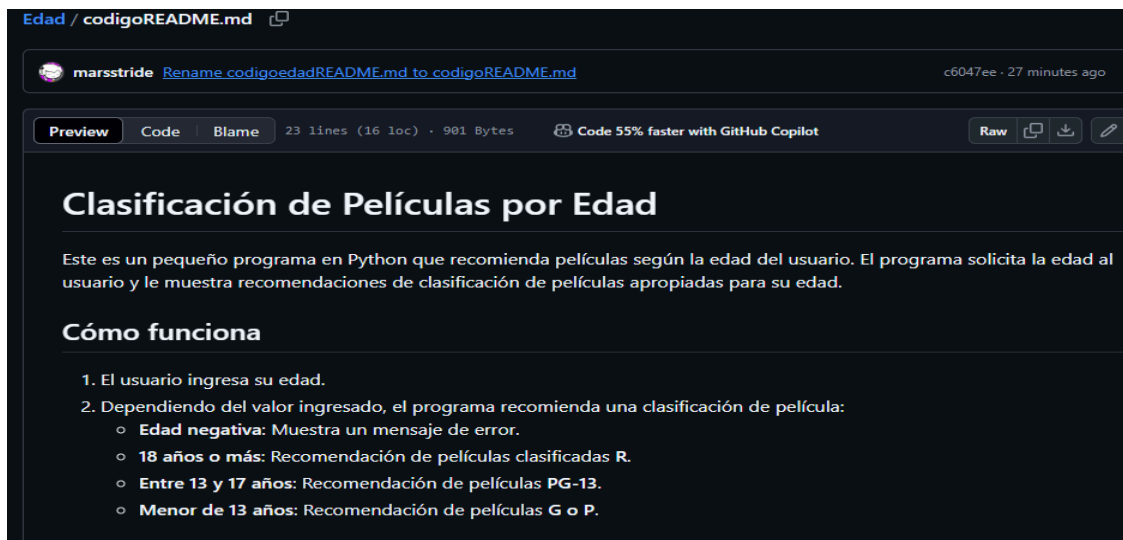 Edad / codigoREADME.md
marsstride Rename codigoedadREADME.md to codigoREADME.md c6047ee · 27 minutes ago
Preview Code Blame 23 lines (16 loc) · 901 Bytes Code 55% faster with GitHub Copilot Raw
Clasificación de Películas por Edad
Este es un pequeño programa en Python que recomienda películas según la edad del usuario. El programa solicita la edad al
usuario y le muestra recomendaciones de clasificación de películas apropiadas para su edad.
Cómo funciona
1. El usuario ingresa su edad.
2. Dependiendo del valor ingresado, el programa recomienda una clasificación de película:
Edad negativa: Muestra un mensaje de error.
18 años o más: Recomendación de películas clasificadas R.
Entre 13 y 17 años: Recomendación de películas PG-13.
Menor de 13 años: Recomendación de películas G o P.